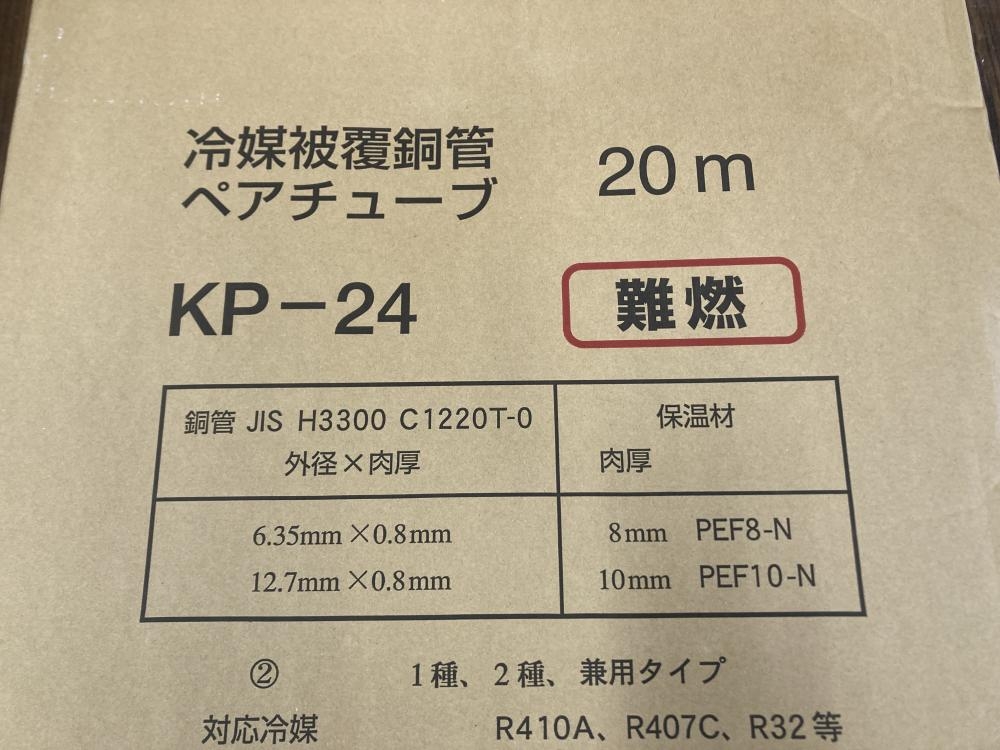 冷媒被覆銅管
ペアチューブ 20m
KP-24 難燃
銅管 JIS H3300 C1220T-0 保温材
外径×肉厚 肉厚
6.35mm×0.8mm 8mm PEF8-N
12.7mm×0.8mm 10mm PEF10-N
② 1種、2種、兼用タイプ
対応冷媒 R410A、R407C、R32等